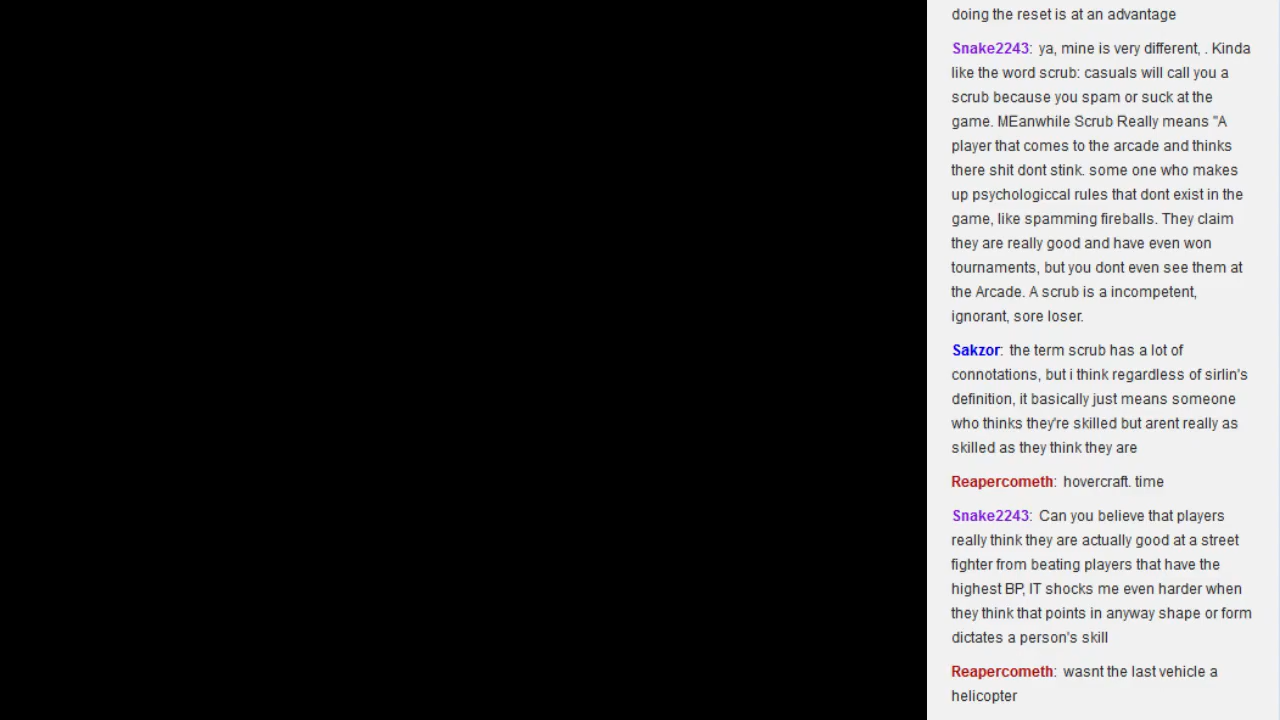 doing the reset is at an advantage
Snake2243: ya, mine is very different, . Kinda
like the word scrub: casuals will call you a
scrub because you spam or suck at the
game. MEanwhile Scrub Really means "A
player that comes to the arcade and thinks
there shit dont stink. some one who makes
up psychologiccal rules that dont exist in the
game, like spamming fireballs. They claim
they are really good and have even won
tournaments, but you dont even see them at
the Arcade. A scrub is a incompetent,
ignorant, sore loser.
Sakzor: the term scrub has a lot of
connotations, but i think regardless of sirlin's
definition, it basically just means someone
who thinks they're skilled but arent really as
skilled as they think they are
Reapercometh: hovercraft. time
Snake2243: Can you believe that players
really think they are actually good at a street
fighter from beating players that have the
highest BP, IT shocks me even harder when
they think that points in anyway shape or form
dictates a person's skill
Reapercometh: wasnt the last vehicle a
helicopter